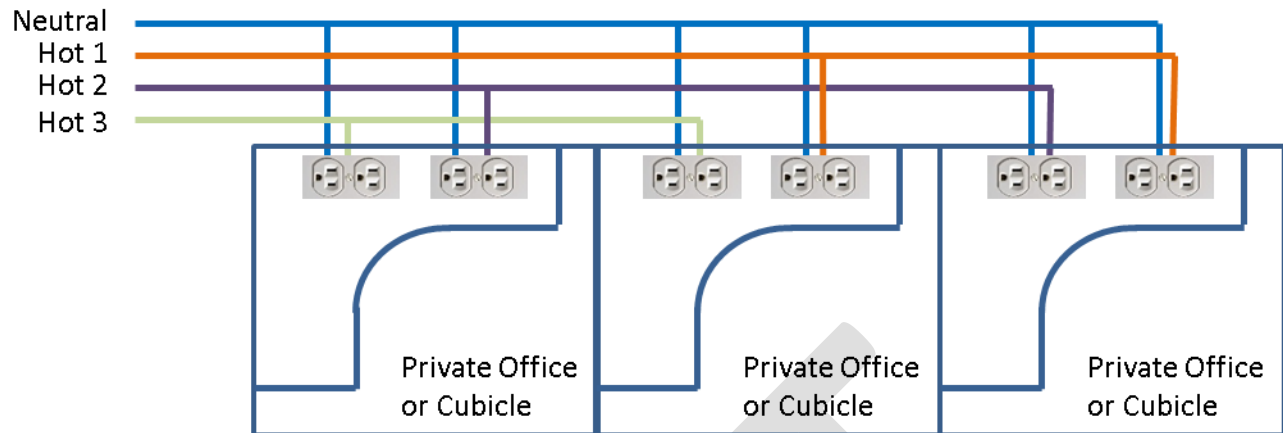 Neutral
Hot 1
Hot 2
Hot 3
Private Office
or Cubicle
Private Office
or Cubicle
Private Office
or Cubicle